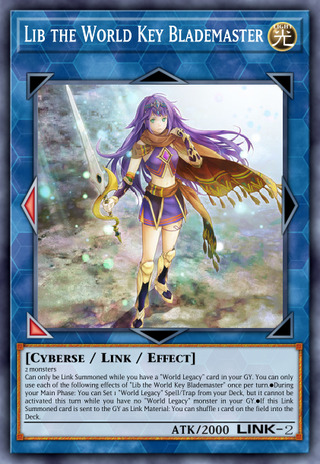 LIB THE WORLD KEY BLADEMASTER
LIGHT
光
[CYBERSE / LINK / EFFECT]
2 monsters
Can only be Link Summoned while you have a "World Legacy" card in your GY. You can only
use each of the following effects of "Lib the World Key Blademaster" once per turn.●During
your Main Phase: You can Set 1 "World Legacy" Spell/Trap from your Deck, but it cannot be
activated this turn while you have no "World Legacy" monster in your GY.●If this Link
Summoned card is sent to the GY as Link Material: You can shuffle 1 card on the field into
the Deck.
ATK/2000 LINK-2